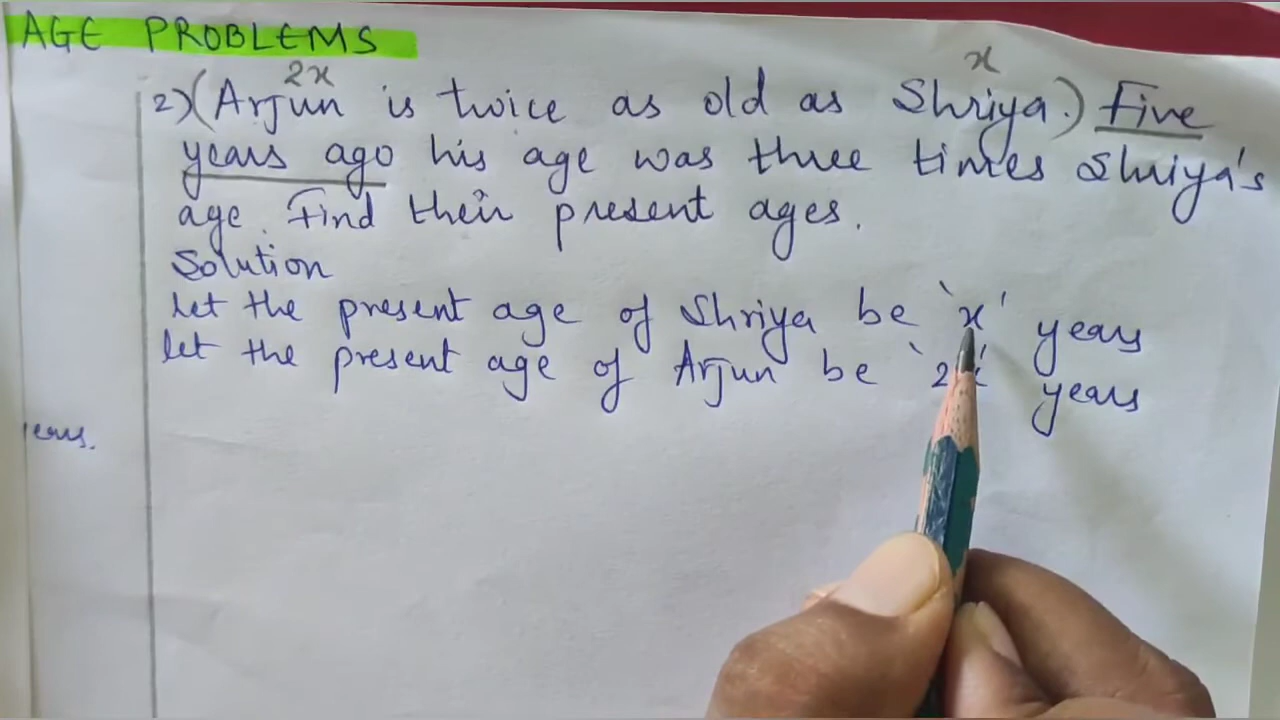 AGE PROBLEMS
2x
x
2) (Arjun is twice as old as Shriya.) Five
years ago his age was three times Shriya's
age. Find their present ages.
Solution
let the present age of Shriya be 'x' years
let the present age of Arjun be '2x' years